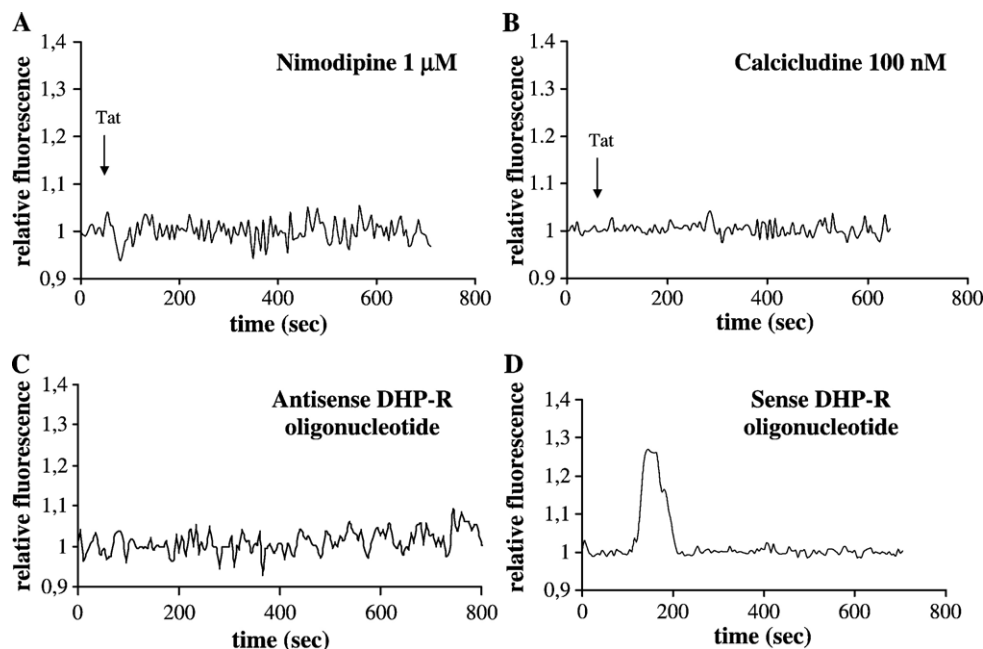 A
Nimodipine 1 μM
relative fluorescence
1,4
1,3
1,2
1,1
1
0,9
Tat
0 200 400 600 800
time (sec)
B
Calcicludine 100 nM
relative fluorescence
1,4
1,3
1,2
1,1
1
0,9
Tat
0 200 400 600 800
time (sec)
C
Antisense DHP-R
oligonucleotide
relative fluorescence
1,4
1,3
1,2
1,1
1
0,9
0 200 400 600 800
time (sec)
D
Sense DHP-R
oligonucleotide
relative fluorescence
1,4
1,3
1,2
1,1
1
0,9
0 200 400 600 800
time (sec)